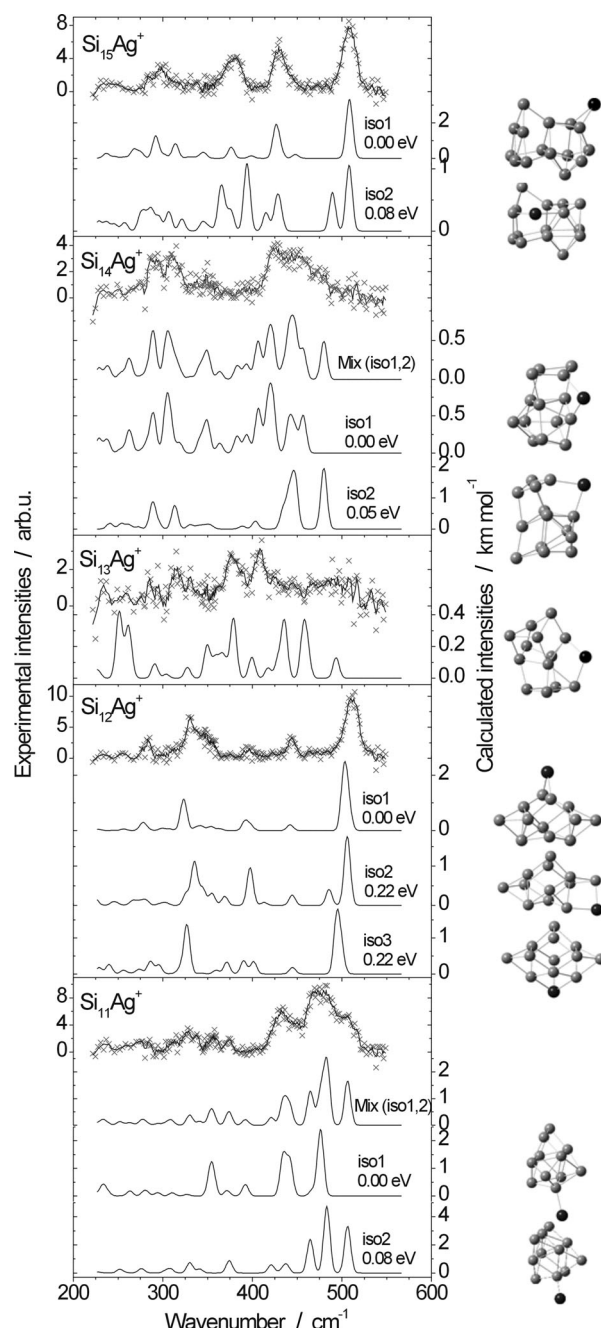 Si₁₅Ag⁺
8
4
0
iso1
0.00 eV
2
1
0
iso2
0.08 eV
1
0
Si₁₄Ag⁺
4
2
0
Mix (iso1,2)
0.5
0.0
iso1
0.00 eV
0.5
0.0
iso2
0.05 eV
2
1
0
Si₁₃Ag⁺
2
0
0.4
0.2
0.0
Si₁₂Ag⁺
10
5
0
iso1
0.00 eV
2
0
iso2
0.22 eV
1
0
iso3
0.22 eV
1
0
Si₁₁Ag⁺
8
4
0
Mix (iso1,2)
2
1
0
iso1
0.00 eV
2
1
0
iso2
0.08 eV
4
2
0
200 300 400 500 600
Wavenumber / cm⁻¹
Experimental intensities / arb.u.
Calculated intensities / km mol⁻¹